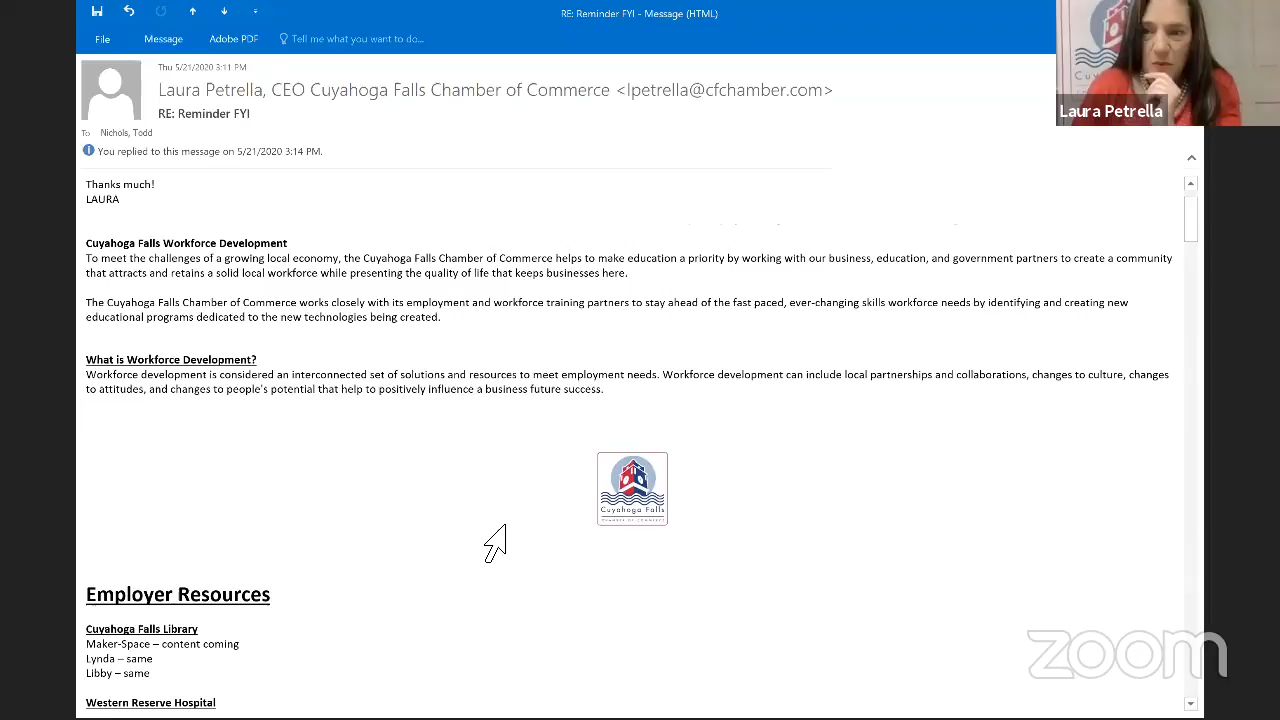 RE: Reminder FYI - Message (HTML)
File Message Adobe PDF Tell me what you want to do...
Thu 5/21/2020 3:11 PM
Laura Petrella, CEO Cuyahoga Falls Chamber of Commerce <lpetrella@cfchamber.com>
Laura Petrella
RE: Reminder FYI
To Nichols, Todd
You replied to this message on 5/21/2020 3:14 PM.
Thanks much!
LAURA
Cuyahoga Falls Workforce Development
To meet the challenges of a growing local economy, the Cuyahoga Falls Chamber of Commerce helps to make education a priority by working with our business, education, and government partners to create a community
that attracts and retains a solid local workforce while presenting the quality of life that keeps businesses here.
The Cuyahoga Falls Chamber of Commerce works closely with its employment and workforce training partners to stay ahead of the fast paced, ever-changing skills workforce needs by identifying and creating new
educational programs dedicated to the new technologies being created.
What is Workforce Development?
Workforce development is considered an interconnected set of solutions and resources to meet employment needs. Workforce development can include local partnerships and collaborations, changes to culture, changes
to attitudes, and changes to people's potential that help to positively influence a business future success.
Cuyahoga Falls
CHAMBER OF COMMERCE
Employer Resources
Cuyahoga Falls Library
Maker-Space – content coming
Lynda – same
Libby – same
Western Reserve Hospital
zoom